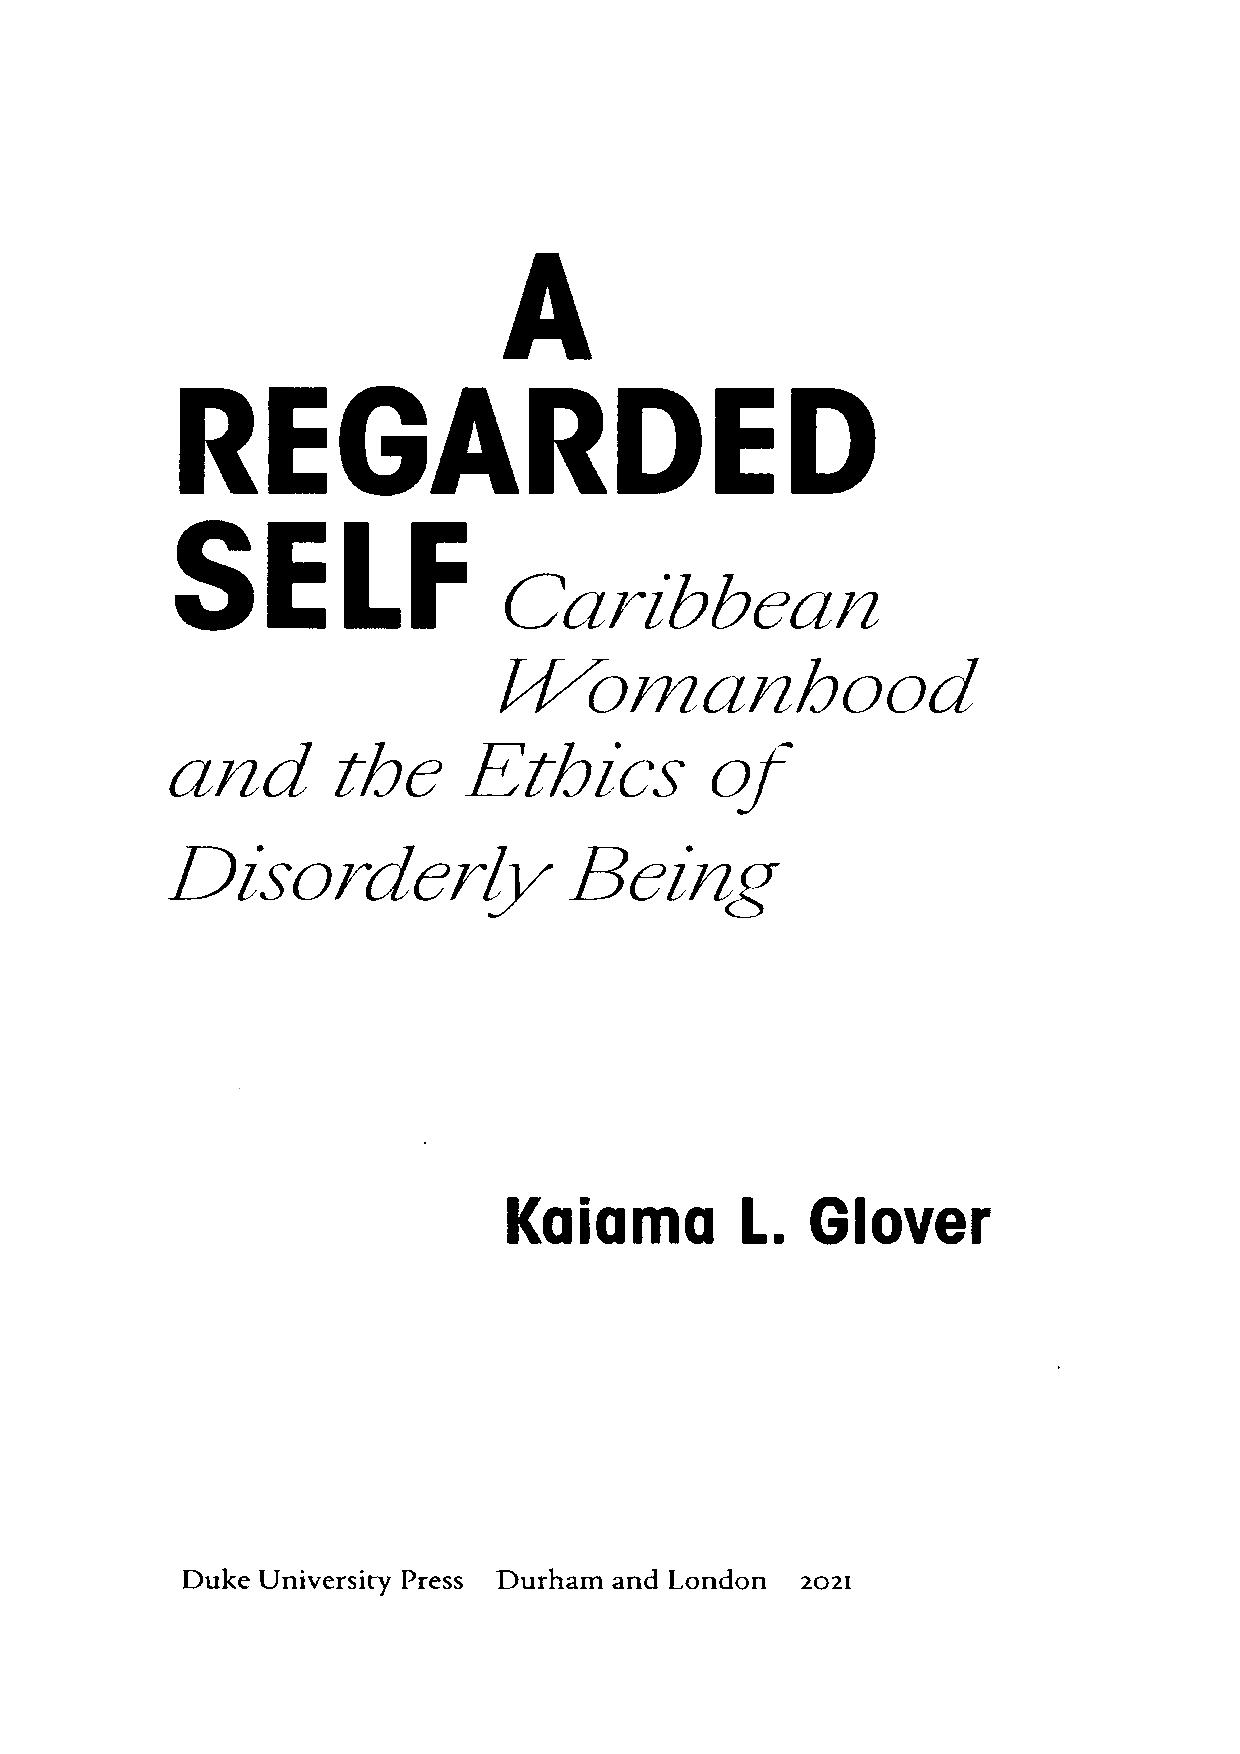 A
REGARDED
SELF Caribbean
Womanhood
and the Ethics of
Disorderly Being
Kaiama L. Glover
Duke University Press Durham and London 2021